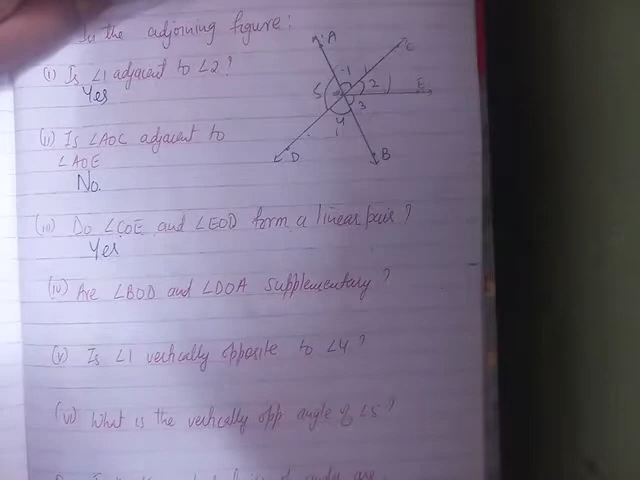 In the adjoining figure:
(i) Is ∠1 adjacent to ∠2?
Yes
(ii) Is ∠AOC adjacent to
∠AOE
No.
(iii) Do ∠COE and ∠EOD form a linear pair?
Yes
(iv) Are ∠BOD and ∠DOA supplementary?
(v) Is ∠1 vertically opposite to ∠4?
(vi) What is the vertically opp angle of ∠5?
A
C
1
2
E
5
3
4
D
B